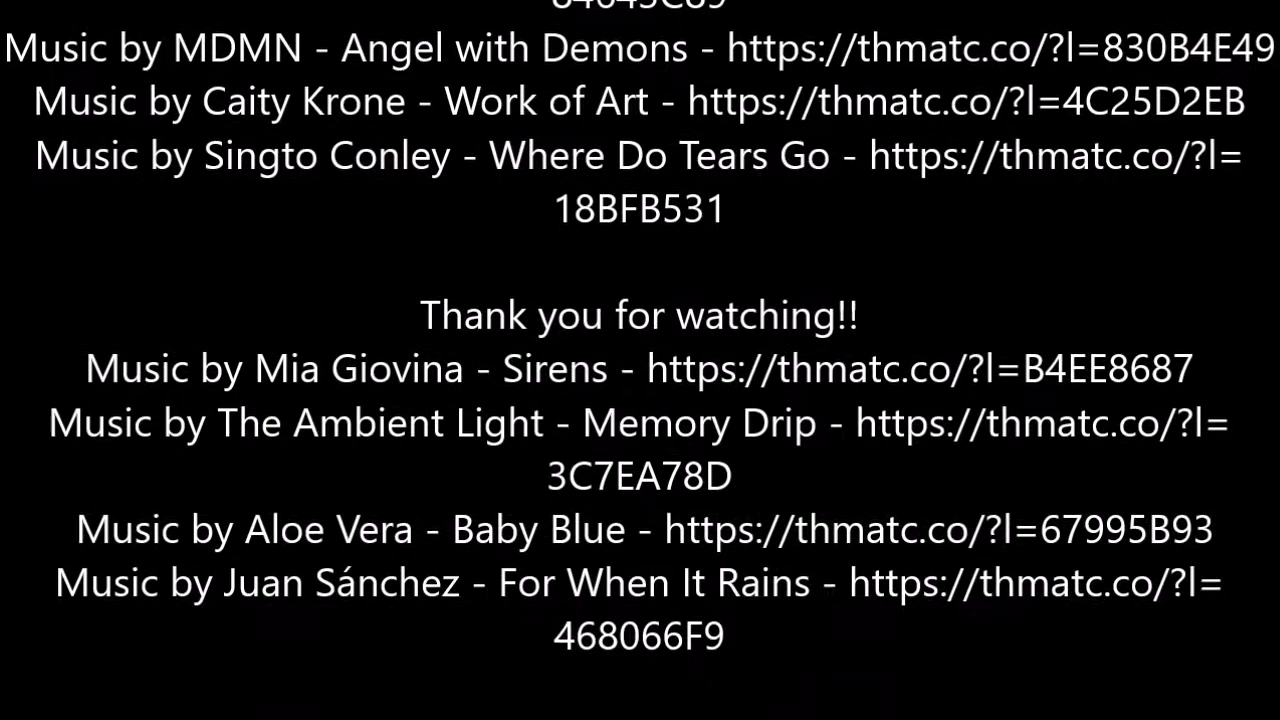 Music by MDMN - Angel with Demons - https://thmatc.co/?l=830B4E49
Music by Caity Krone - Work of Art - https://thmatc.co/?l=4C25D2EB
Music by Singto Conley - Where Do Tears Go - https://thmatc.co/?l=
18BFB531
Thank you for watching!!
Music by Mia Giovina - Sirens - https://thmatc.co/?l=B4EE8687
Music by The Ambient Light - Memory Drip - https://thmatc.co/?l=
3C7EA78D
Music by Aloe Vera - Baby Blue - https://thmatc.co/?l=67995B93
Music by Juan Sánchez - For When It Rains - https://thmatc.co/?l=
468066F9